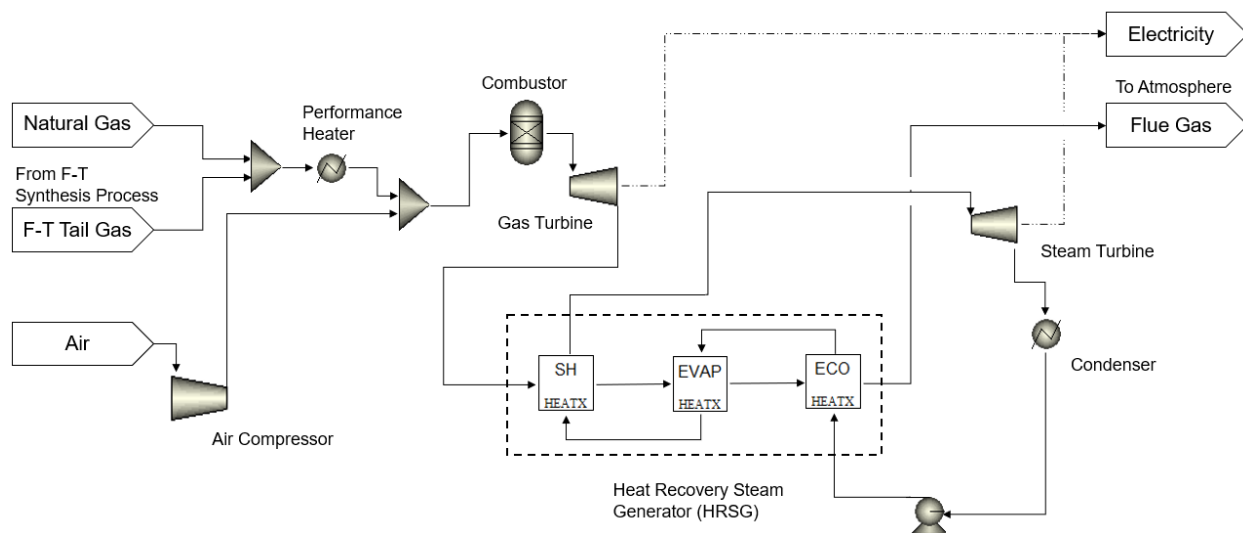 Electricity
To Atmosphere
Flue Gas
Combustor
Performance
Heater
Natural Gas
From F-T
Synthesis Process
F-T Tail Gas
Gas Turbine
Steam Turbine
Air
Air Compressor
SH
HEATX
EVAP
HEATX
ECO
HEATX
Condenser
Heat Recovery Steam
Generator (HRSG)